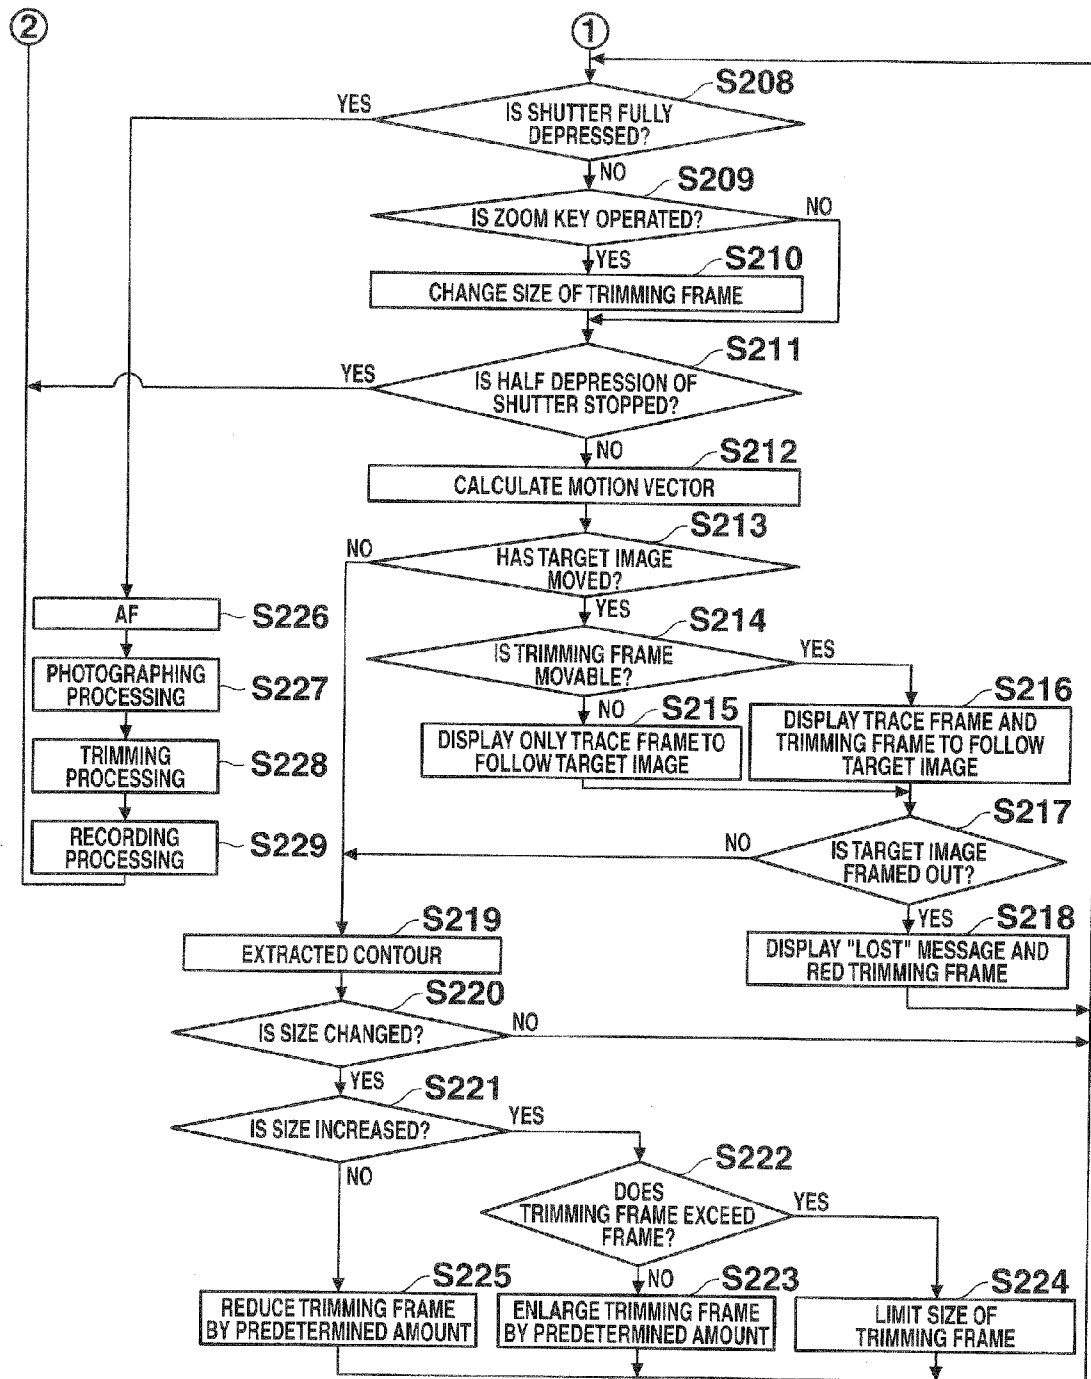 2
1
S208
YES
IS SHUTTER FULLY
DEPRESSED?
NO
S209
IS ZOOM KEY OPERATED?
NO
YES
S210
CHANGE SIZE OF TRIMMING FRAME
S211
YES
IS HALF DEPRESSION OF
SHUTTER STOPPED?
NO
S212
CALCULATE MOTION VECTOR
S213
NO
HAS TARGET IMAGE
MOVED?
YES
S214
IS TRIMMING FRAME
MOVABLE?
YES
NO
S215
DISPLAY ONLY TRACE FRAME TO
FOLLOW TARGET IMAGE
S216
DISPLAY TRACE FRAME AND
TRIMMING FRAME TO FOLLOW
TARGET IMAGE
AF
S226
PHOTOGRAPHING
PROCESSING
S227
TRIMMING
PROCESSING
S228
RECORDING
PROCESSING
S229
S217
NO
IS TARGET IMAGE
FRAMED OUT?
YES
S218
DISPLAY "LOST" MESSAGE AND
RED TRIMMING FRAME
S219
EXTRACTED CONTOUR
S220
IS SIZE CHANGED?
NO
YES
S221
IS SIZE INCREASED?
YES
NO
S222
DOES
TRIMMING FRAME EXCEED
FRAME?
YES
NO
S225
REDUCE TRIMMING FRAME
BY PREDETERMINED AMOUNT
S223
ENLARGE TRIMMING FRAME
BY PREDETERMINED AMOUNT
S224
LIMIT SIZE OF
TRIMMING FRAME